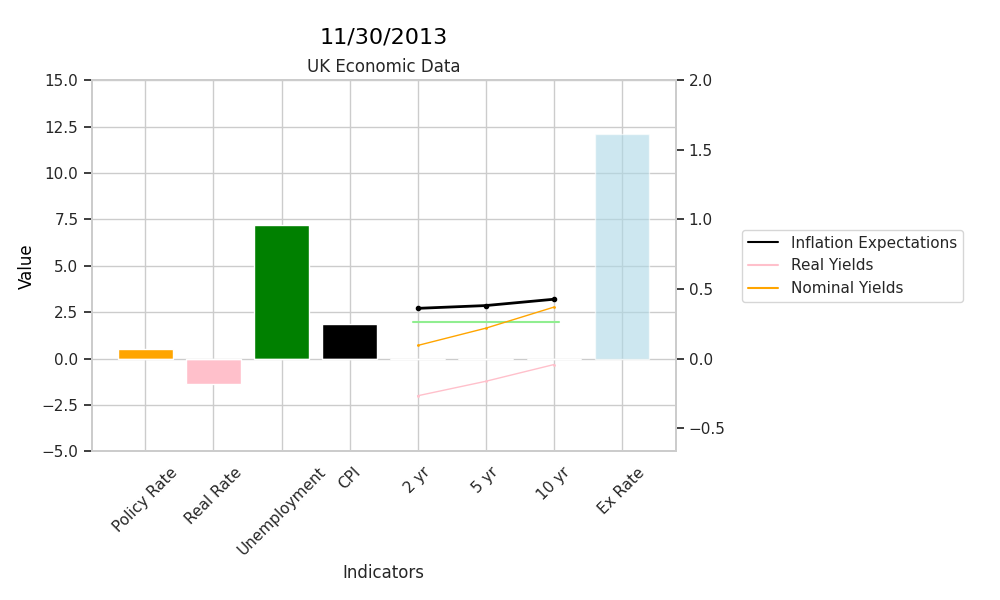 11/30/2013
UK Economic Data
15.0
12.5
10.0
7.5
5.0
2.5
0.0
−2.5
−5.0
Value
2.0
1.5
1.0
0.5
0.0
−0.5
Inflation Expectations
Real Yields
Nominal Yields
Policy Rate
Real Rate
Unemployment
CPI
2 yr
5 yr
10 yr
Ex Rate
Indicators